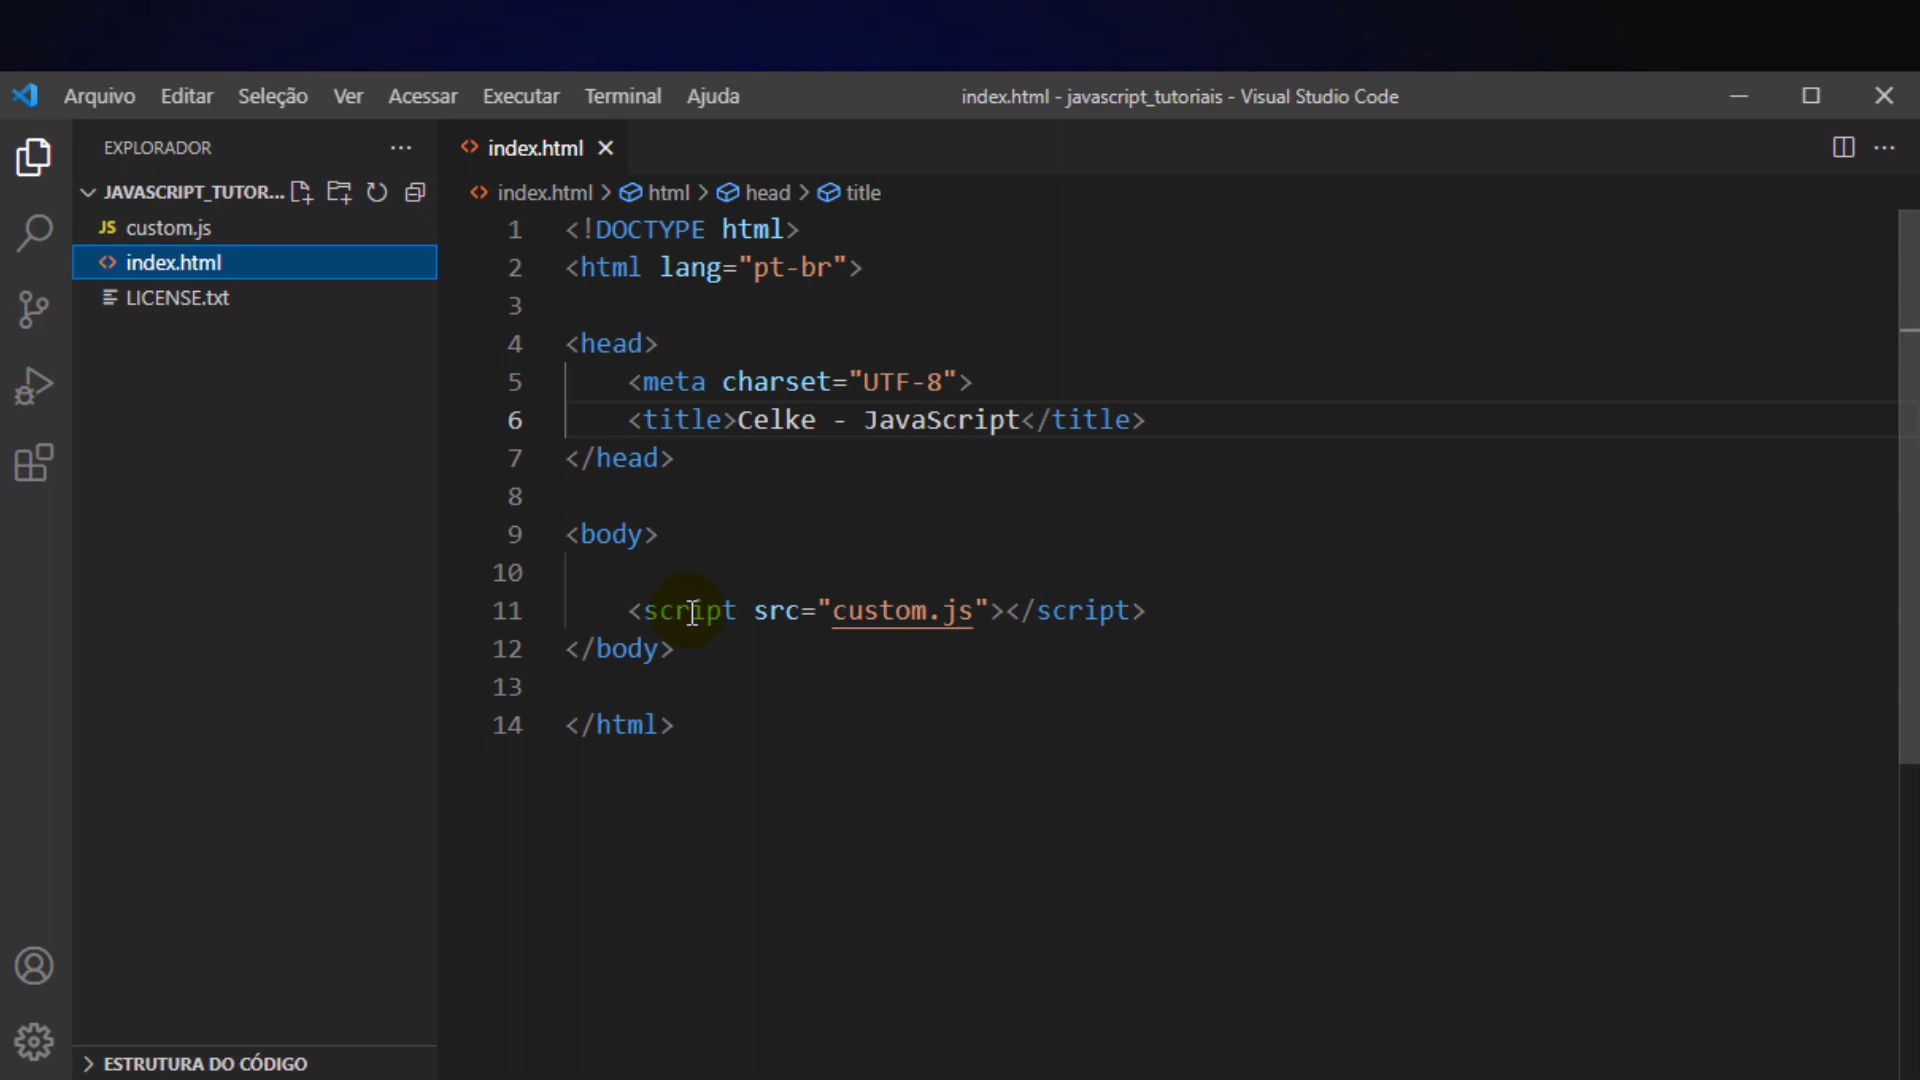 Arquivo Editar Seleção Ver Acessar Executar Terminal Ajuda index.html - javascript_tutoriais - Visual Studio Code
EXPLORADOR
JAVASCRIPT_TUTOR...
JS custom.js
index.html
LICENSE.txt
ESTRUTURA DO CÓDIGO
index.html
index.html > html > head > title
1 <!DOCTYPE html>
2 <html lang="pt-br">
3
4 <head>
5 <meta charset="UTF-8">
6 <title>Celke - JavaScript</title>
7 </head>
8
9 <body>
10
11 <script src="custom.js"></script>
12 </body>
13
14 </html>